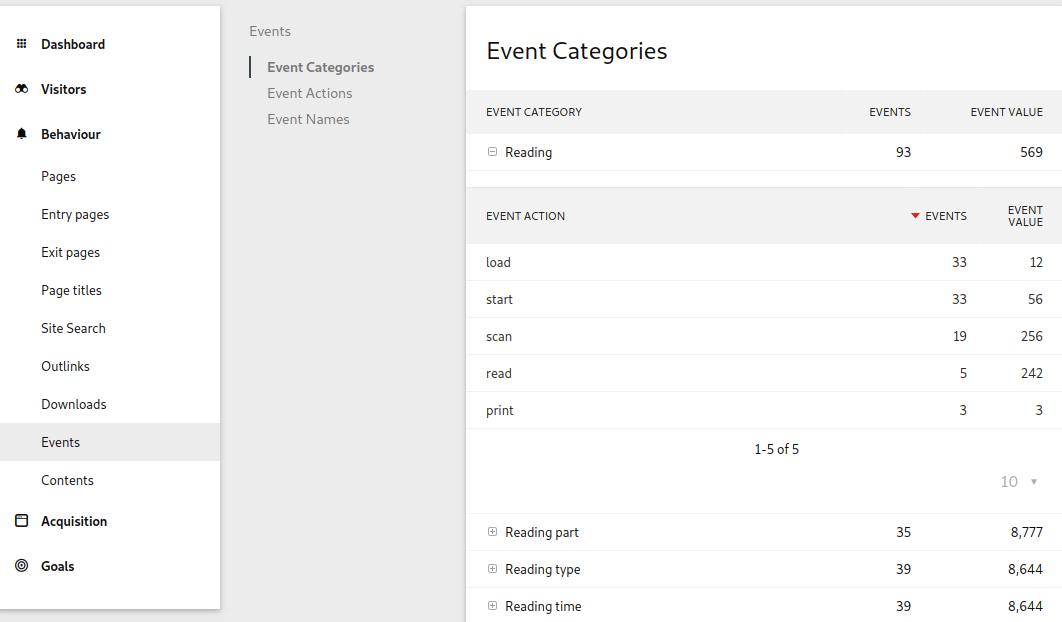 Dashboard
Visitors
Behaviour
Pages
Entry pages
Exit pages
Page titles
Site Search
Outlinks
Downloads
Events
Contents
Acquisition
Goals
Events
Event Categories
Event Actions
Event Names
Event Categories
EVENT CATEGORY EVENTS EVENT VALUE
Reading 93 569
EVENT ACTION EVENTS EVENT VALUE
load 33 12
start 33 56
scan 19 256
read 5 242
print 3 3
1-5 of 5
10
Reading part 35 8,777
Reading type 39 8,644
Reading time 39 8,644